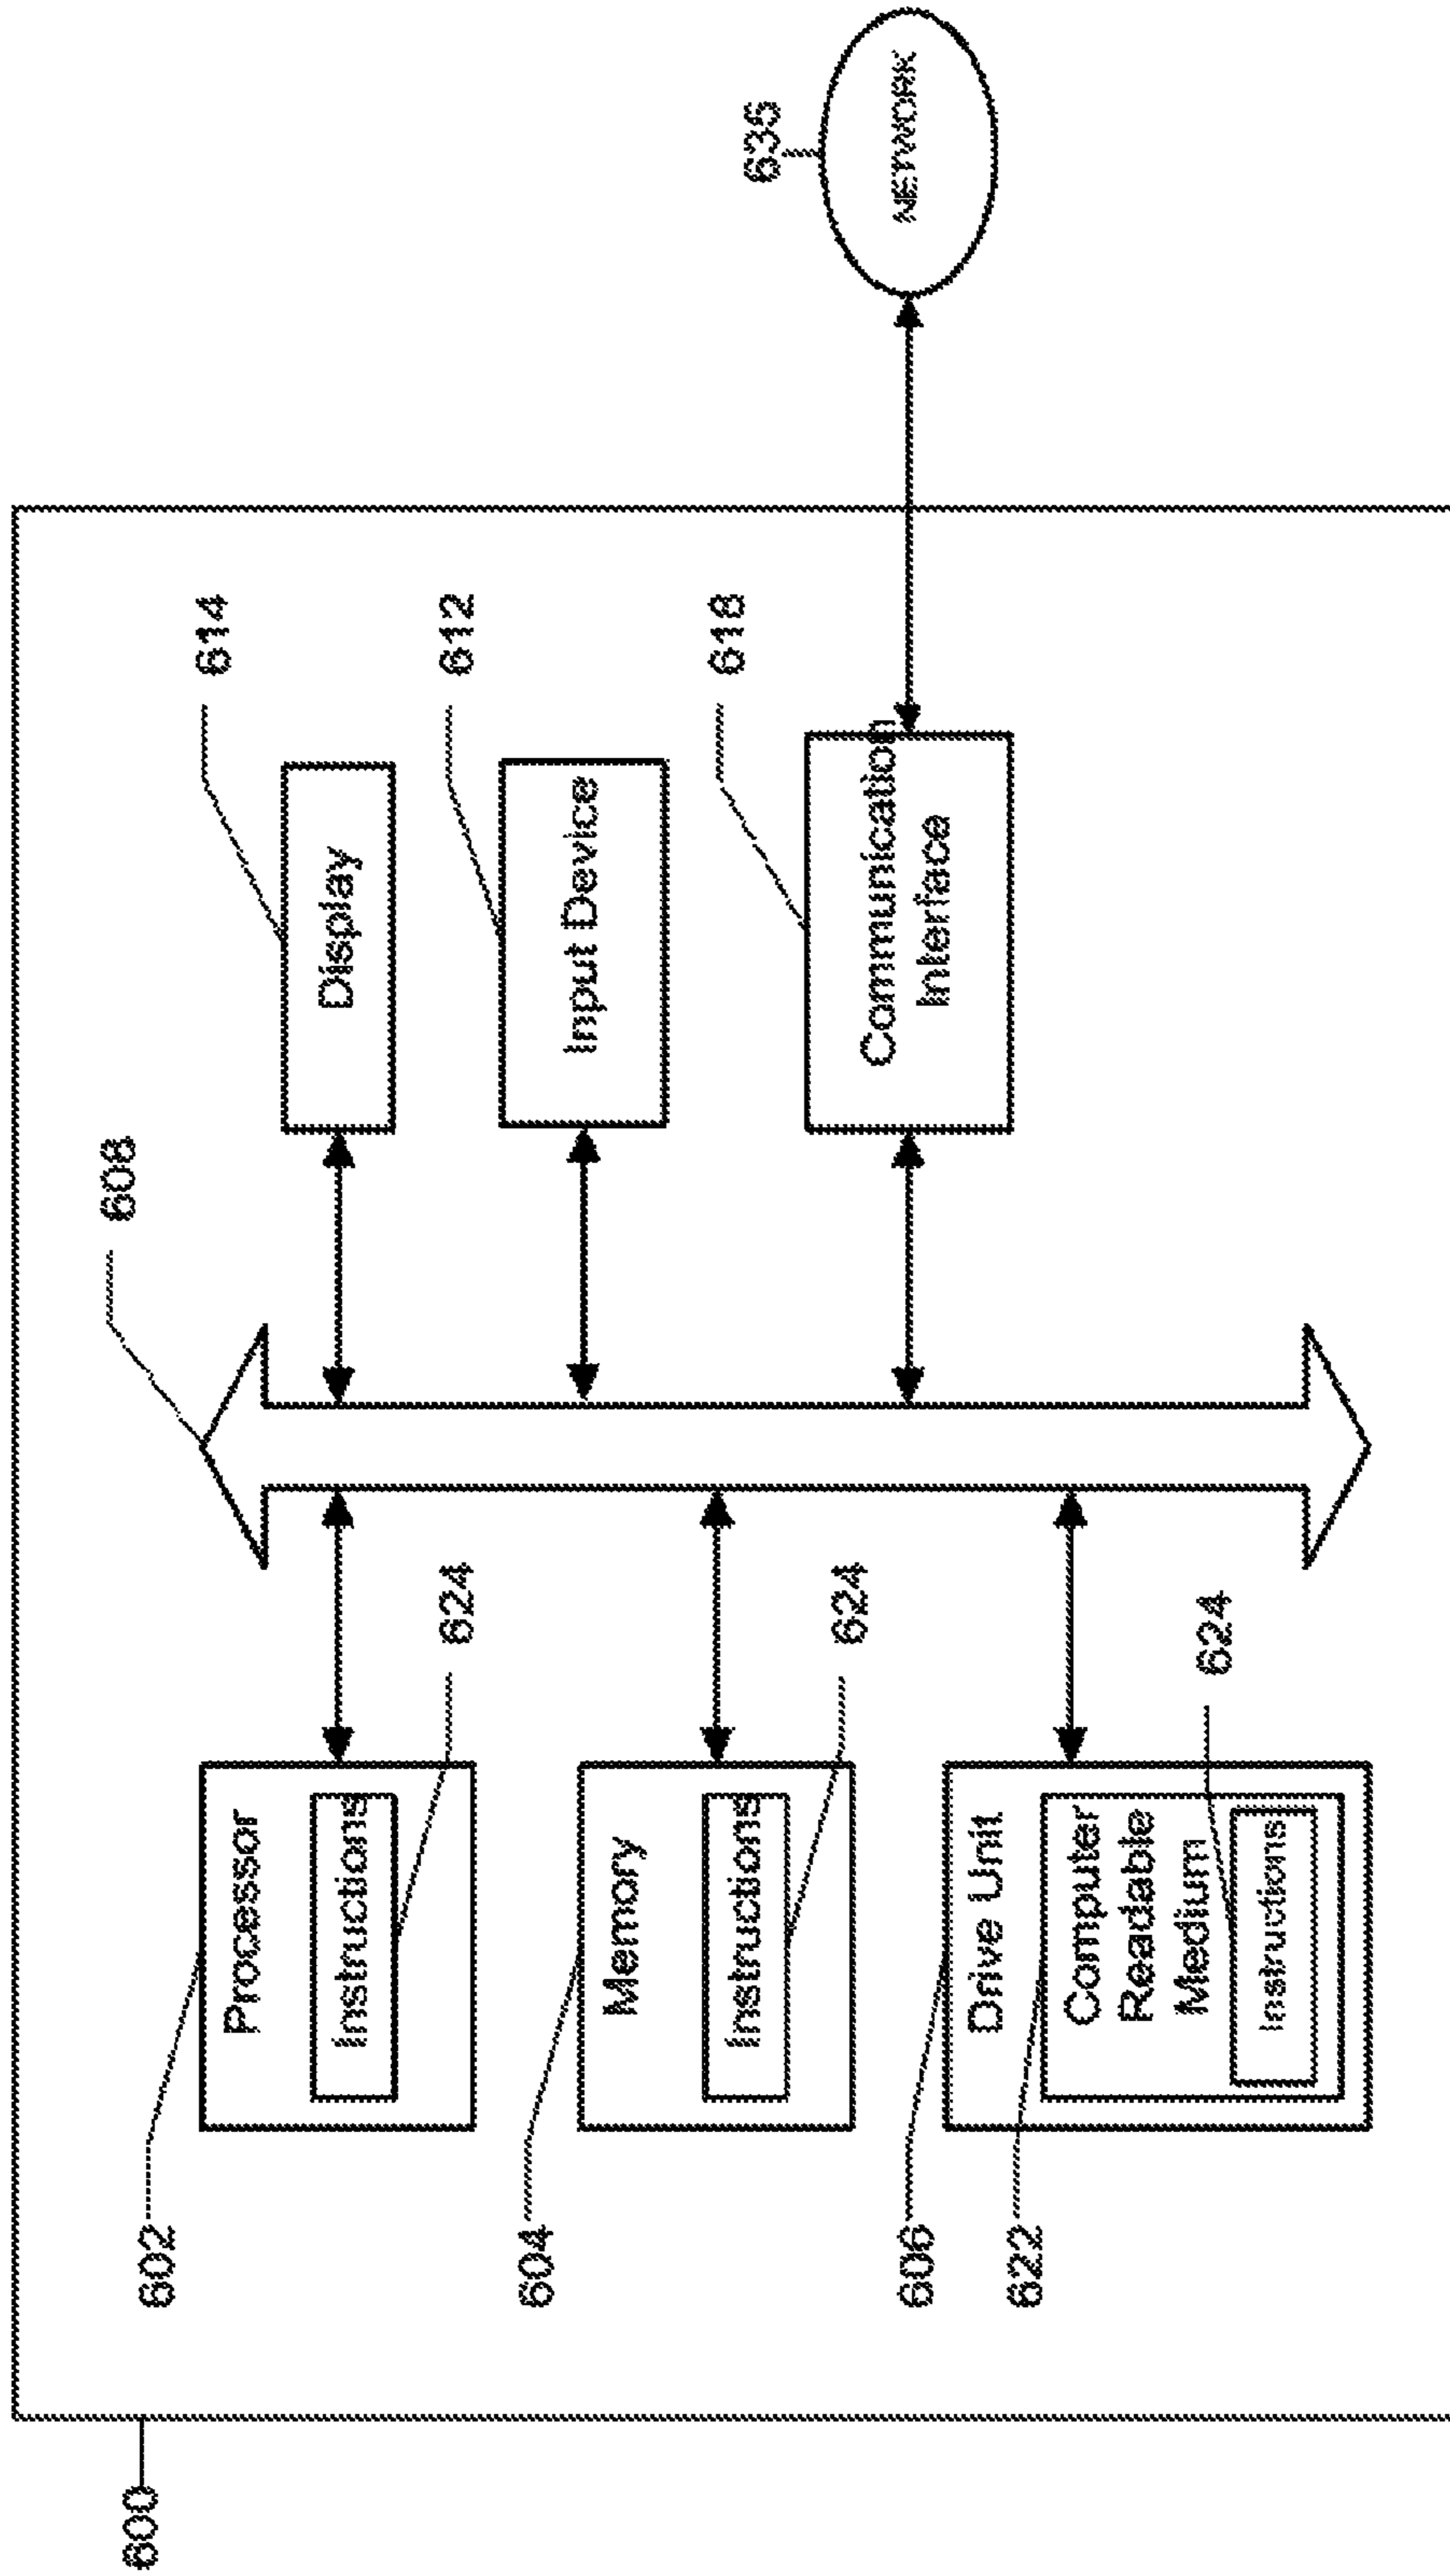 600
602
Processor
Instructions
624
604
Memory
Instructions
624
606
Drive Unit
622
Computer
Readable
Medium
Instructions
624
608
614
Display
612
Input Device
618
Communication
Interface
635
NETWORK